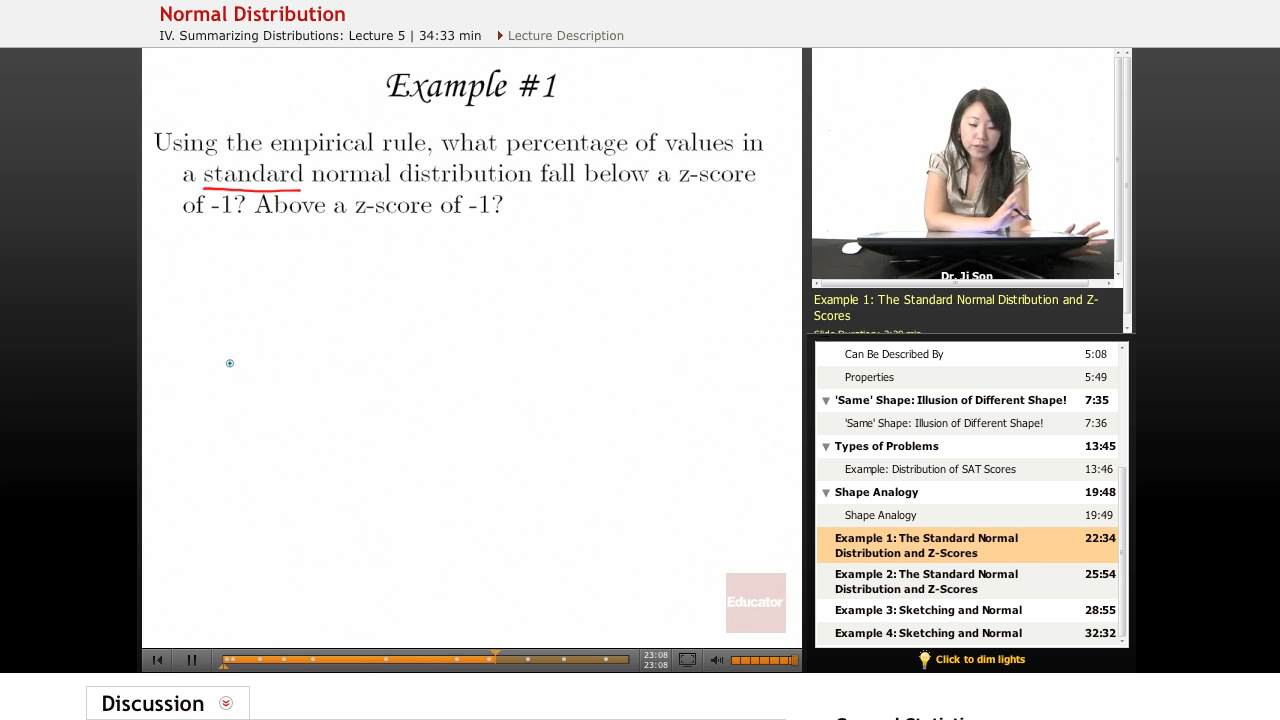 Normal Distribution
IV. Summarizing Distributions: Lecture 5 | 34:33 min
Lecture Description
Example #1
Using the empirical rule, what percentage of values in
a standard normal distribution fall below a z-score
of -1? Above a z-score of -1?
Educator
23:08
23:08
Dr. Ji Son
Example 1: The Standard Normal Distribution and Z-
Scores
Can Be Described By 5:08
Properties 5:49
'Same' Shape: Illusion of Different Shape! 7:35
'Same' Shape: Illusion of Different Shape! 7:36
Types of Problems 13:45
Example: Distribution of SAT Scores 13:46
Shape Analogy 19:48
Shape Analogy 19:49
Example 1: The Standard Normal 22:34
Distribution and Z-Scores
Example 2: The Standard Normal 25:54
Distribution and Z-Scores
Example 3: Sketching and Normal 28:55
Example 4: Sketching and Normal 32:32
Click to dim lights
Discussion